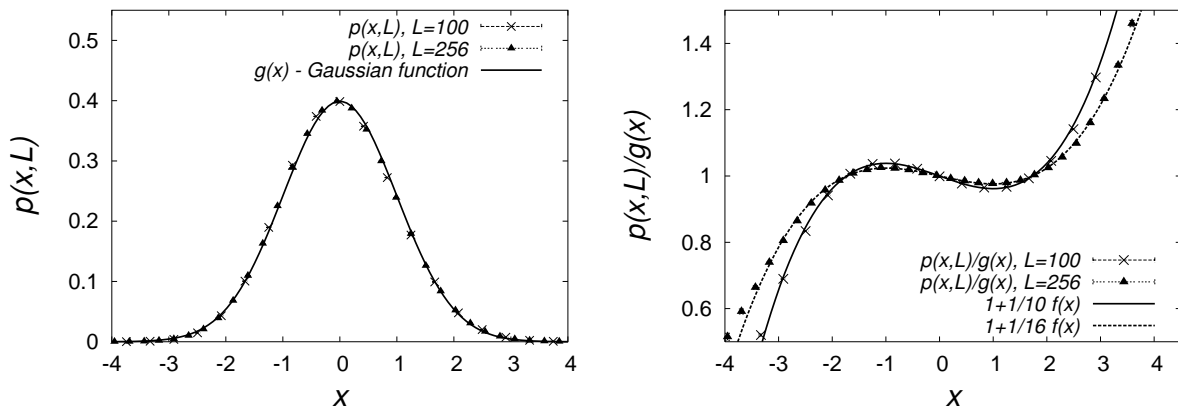 p(x,L)
0.5
0.4
0.3
0.2
0.1
0
p(x,L), L=100
p(x,L), L=256
g(x) - Gaussian function
-4 -3 -2 -1 0 1 2 3 4
x
p(x,L)/g(x)
1.4
1.2
1
0.8
0.6
p(x,L)/g(x), L=100
p(x,L)/g(x), L=256
1+1/10 f(x)
1+1/16 f(x)
-4 -3 -2 -1 0 1 2 3 4
x